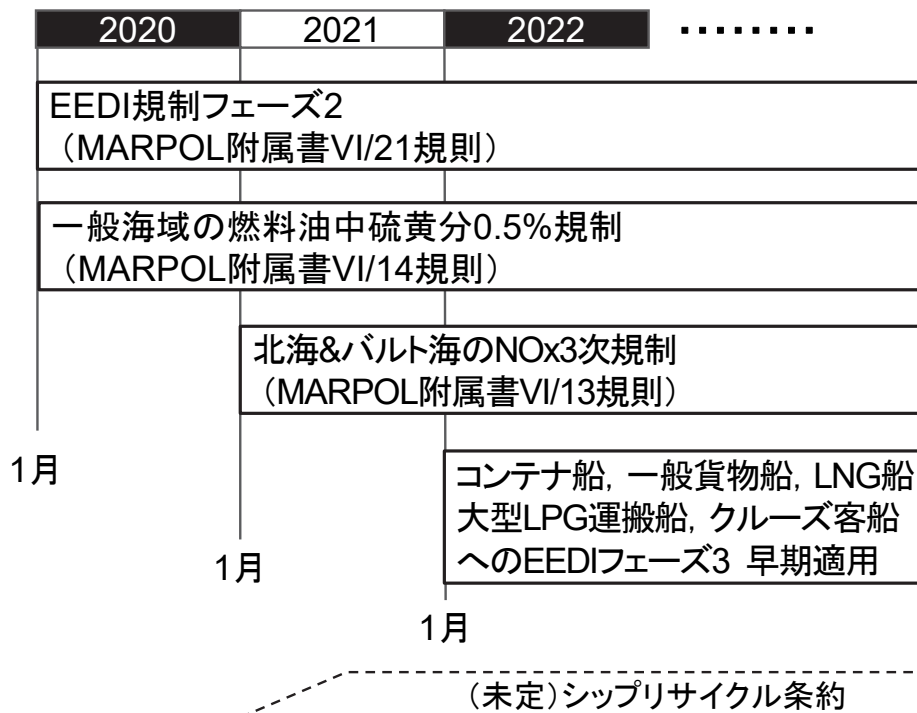 2020 2021 2022 ‥‥‥‥
EEDI規制フェーズ2
（MARPOL附属書VI/21規則）
一般海域の燃料油中硫黄分0.5%規制
（MARPOL附属書VI/14規則）
北海&バルト海のNOx3次規制
（MARPOL附属書VI/13規則）
1月
コンテナ船, 一般貨物船, LNG船
大型LPG運搬船, クルーズ客船
へのEEDIフェーズ3 早期適用
1月
1月
（未定）シップリサイクル条約